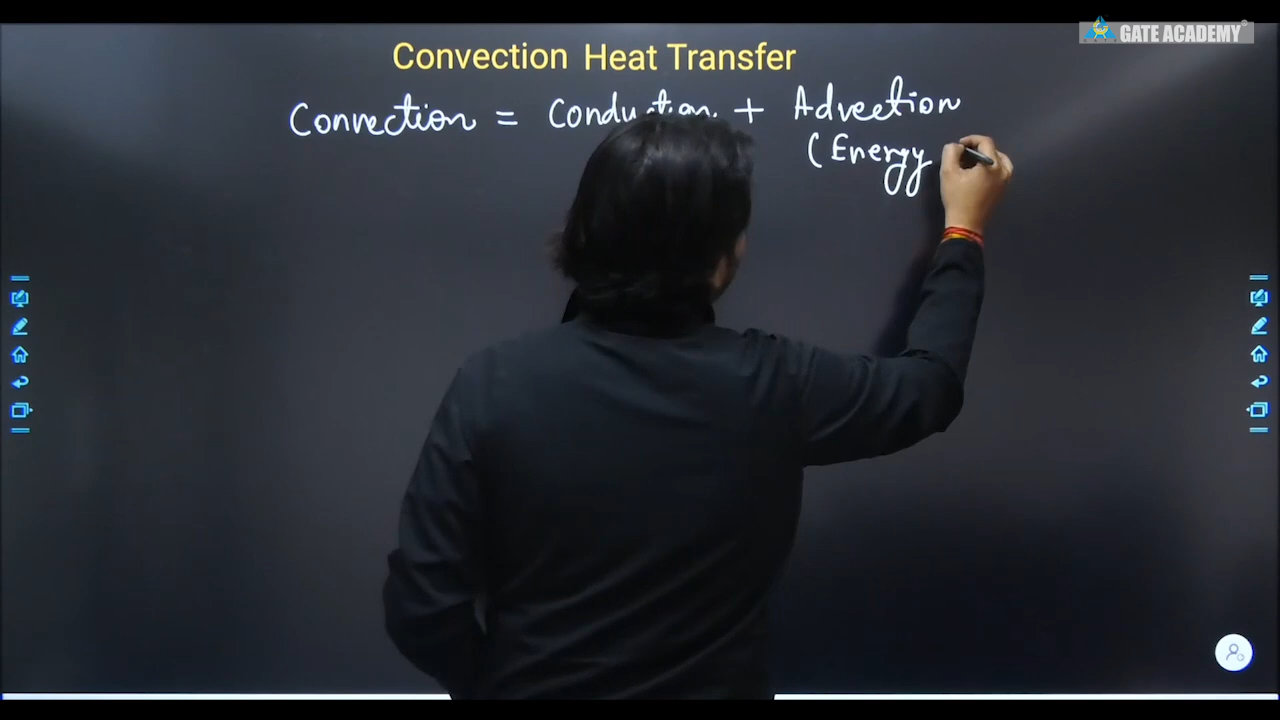 GATE ACADEMY®
Convection Heat Transfer
Convection = Conduction + Advection
(Energy